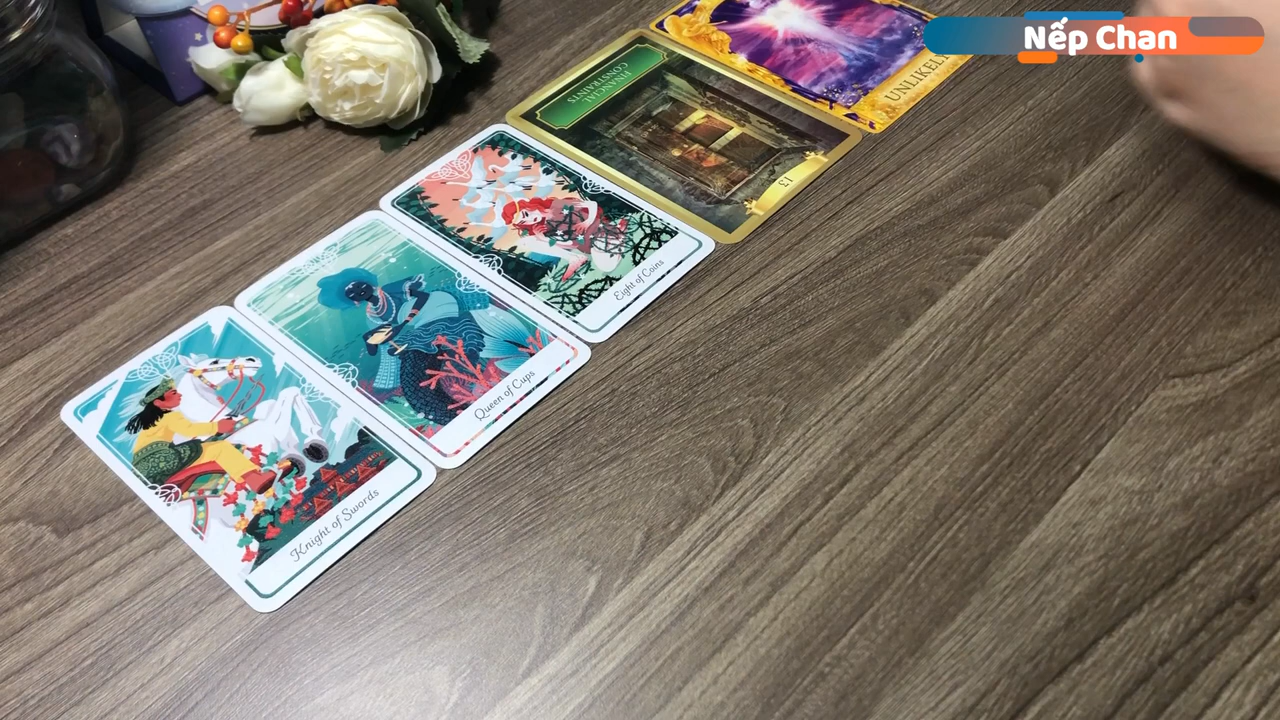 Nếp Chan
UNLIKELY
FINANCIAL
CONSTRAINTS
13
Eight of Coins
Queen of Cups
Knight of Swords